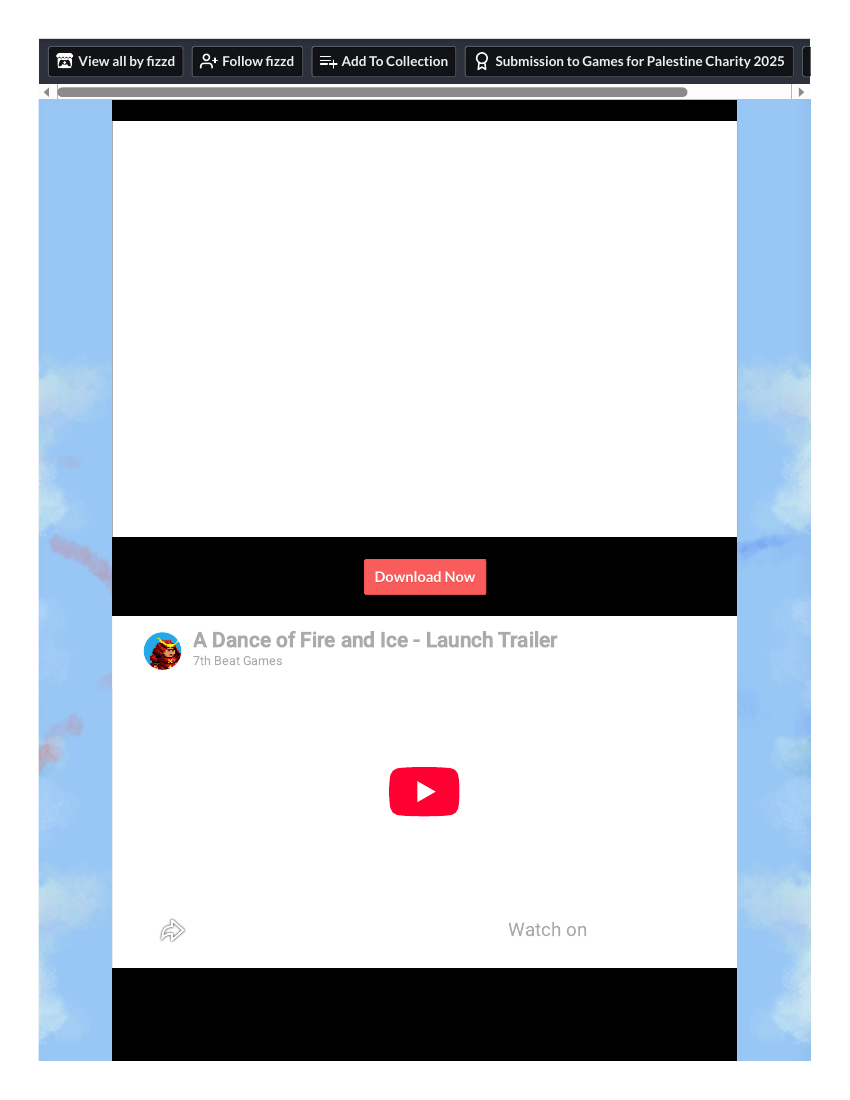 View all by fizzd Follow fizzd Add To Collection Submission to Games for Palestine Charity 2025
Download Now
A Dance of Fire and Ice - Launch Trailer
7th Beat Games
Watch on